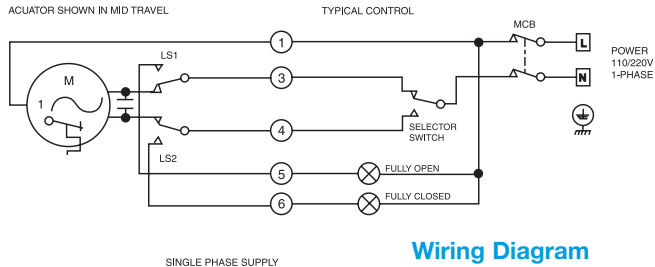 ACUATOR SHOWN IN MID TRAVEL
TYPICAL CONTROL
MCB
LS1
1
L
POWER
110/220V
1-PHASE
M
3
N
1
4
SELECTOR
SWITCH
LS2
5
FULLY OPEN
6
FULLY CLOSED
Wiring Diagram
SINGLE PHASE SUPPLY